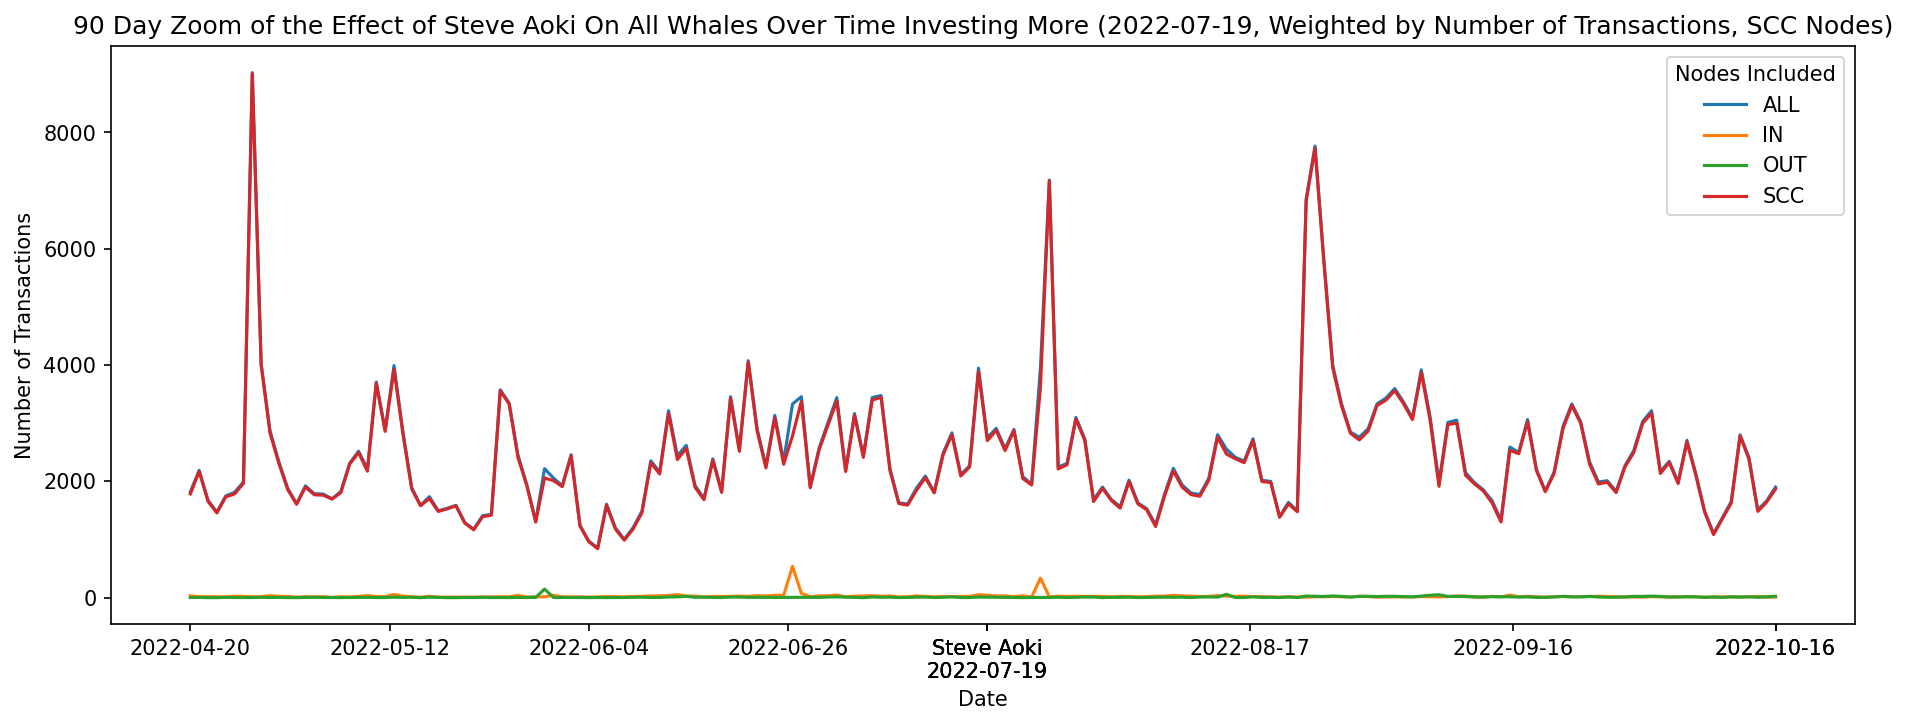 90 Day Zoom of the Effect of Steve Aoki On All Whales Over Time Investing More (2022-07-19, Weighted by Number of Transactions, SCC Nodes)
Nodes Included
ALL
IN
OUT
SCC
Number of Transactions
8000
6000
4000
2000
0
2022-04-20
2022-05-12
2022-06-04
2022-06-26
Steve Aoki
2022-07-19
2022-08-17
2022-09-16
2022-10-16
Date